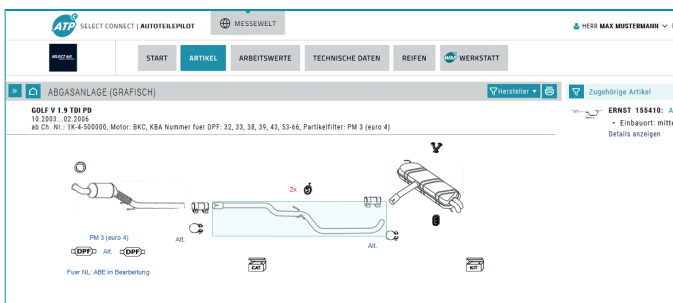 ATP SELECT CONNECT | AUTOTEILEPILOT
MESSEWELT
HERR MAX MUSTERMANN
SELECT AG
START
ARTIKEL
ARBEITSWERTE
TECHNISCHE DATEN
REIFEN
WERKSTATT
» ABGASANLAGE (GRAFISCH)
Hersteller
Zugehörige Artikel
GOLF V 1.9 TDI PD
10.2003...02.2006
ab Ch. Nr.: 1K-4-500000, Motor: BKC, KBA Nummer fuer DPF: 32, 33, 38, 39, 43, 53-66, Partikelfilter: PM 3 (euro 4)
ERNST 155410: A
• Einbauort: mitte
Details anzeigen
2x
PM 3 (euro 4)
Alt.
Alt.
DPF Alt. DPF
Fuer NL: ABE in Bearbeitung
CAT
KIT